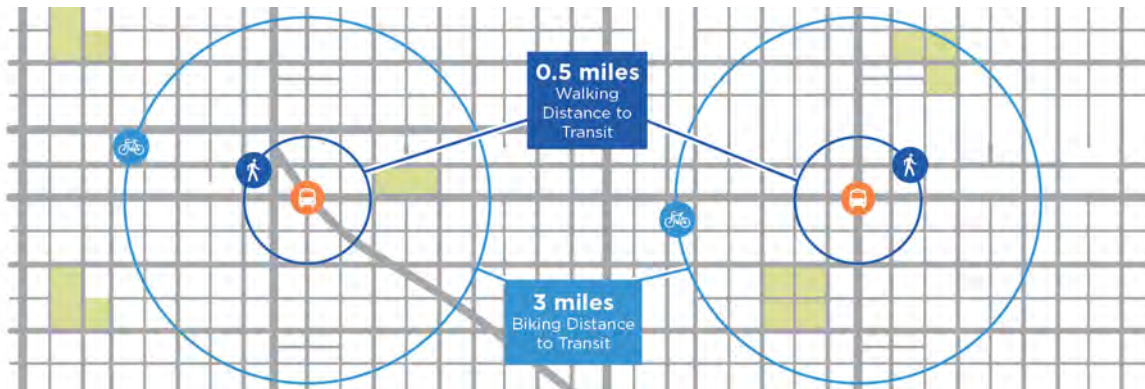 0.5 miles
Walking
Distance to
Transit
3 miles
Biking Distance
to Transit